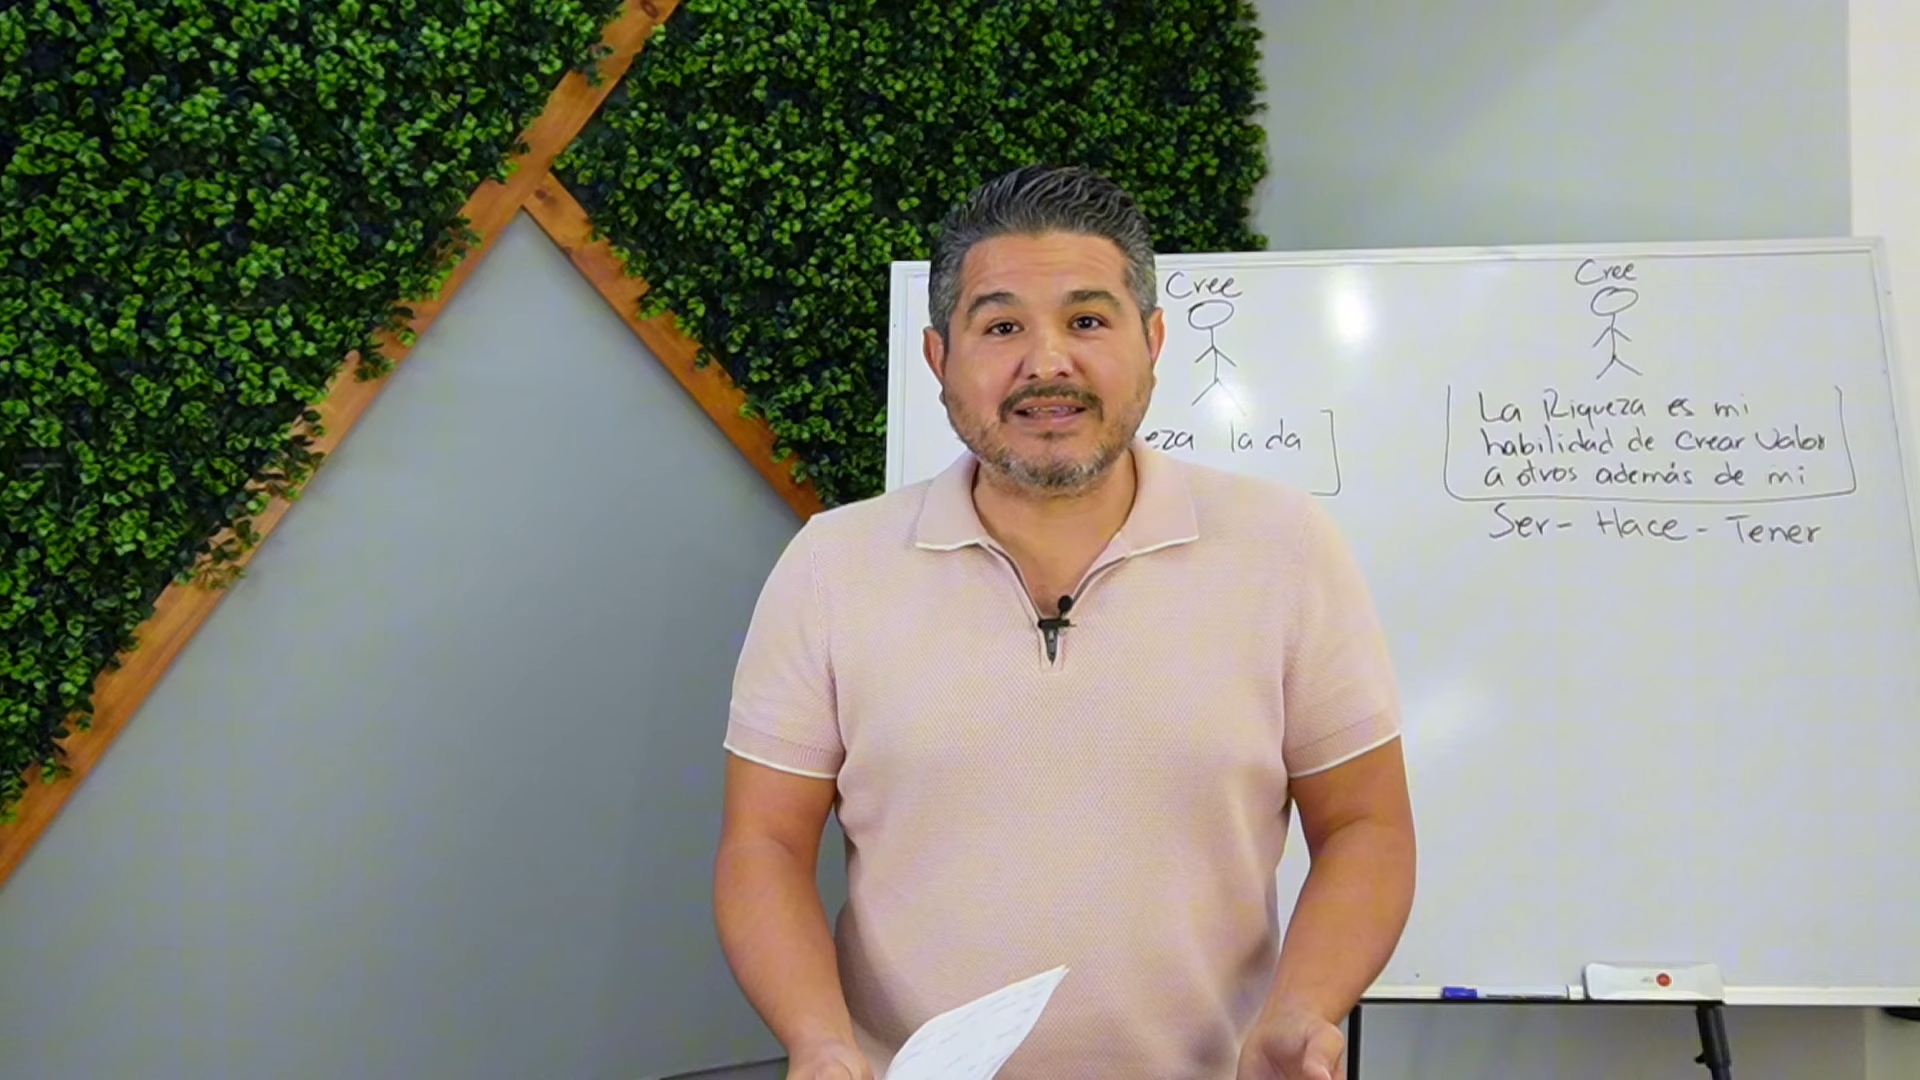 Cree
la da
Cree
La Riqueza es mi
habilidad de crear Valor
a otros además de mi
Ser - Hace - Tener